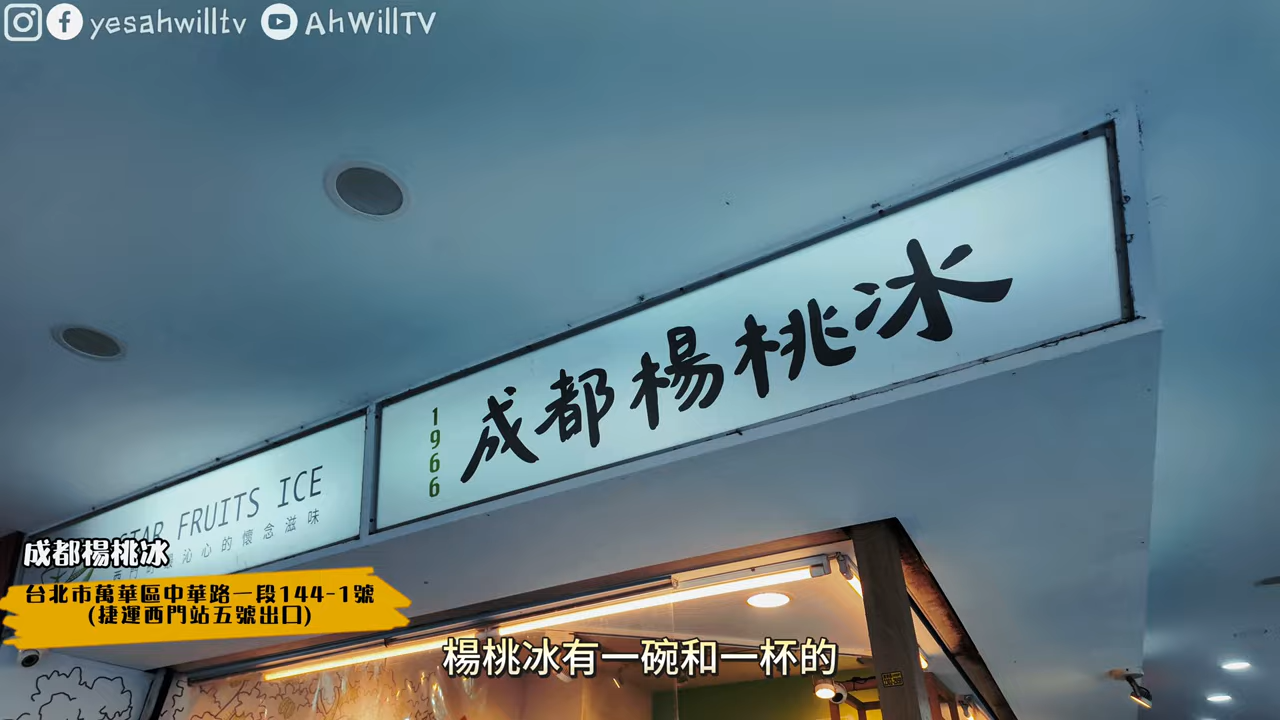 yesahwilltv AhWillTV
1966
成都楊桃冰
STAR FRUITS ICE
沁心的懷念滋味
成都楊桃冰
台北市萬華區中華路一段144-1號
(捷運西門站五號出口)
楊桃冰有一碗和一杯的